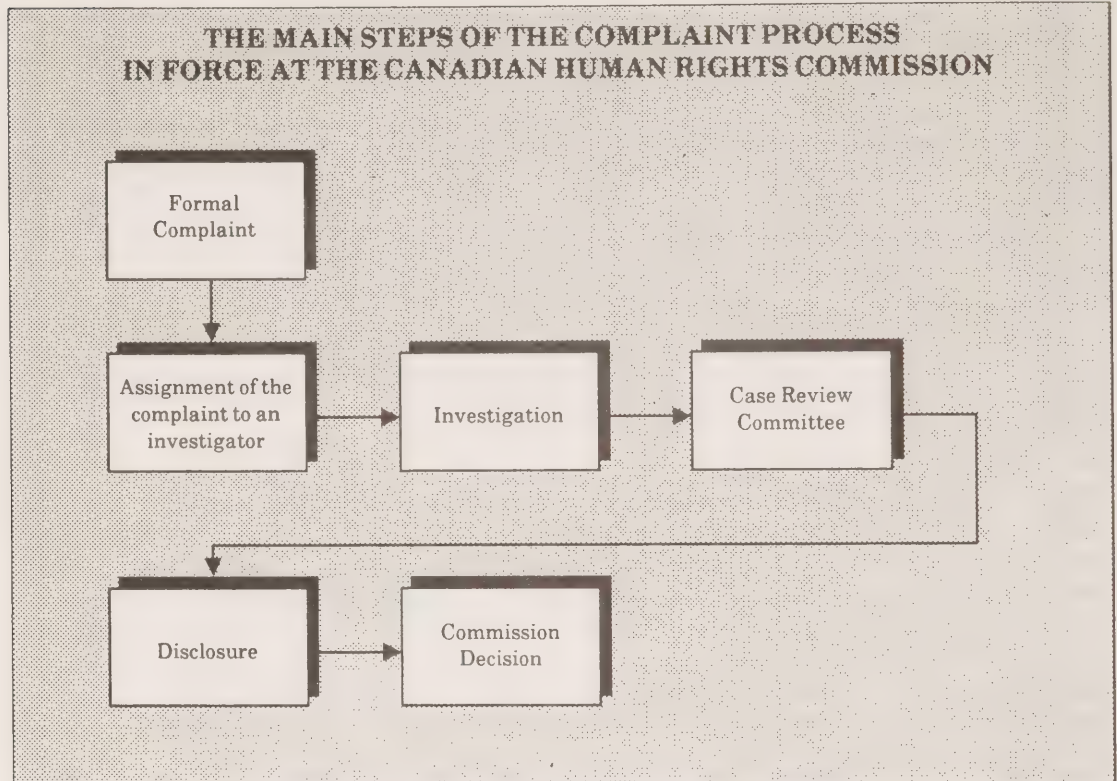 THE MAIN STEPS OF THE COMPLAINT PROCESS
IN FORCE AT THE CANADIAN HUMAN RIGHTS COMMISSION
Formal
Complaint
Assignment of the
complaint to an
investigator
Investigation
Case Review
Committee
Disclosure
Commission
Decision